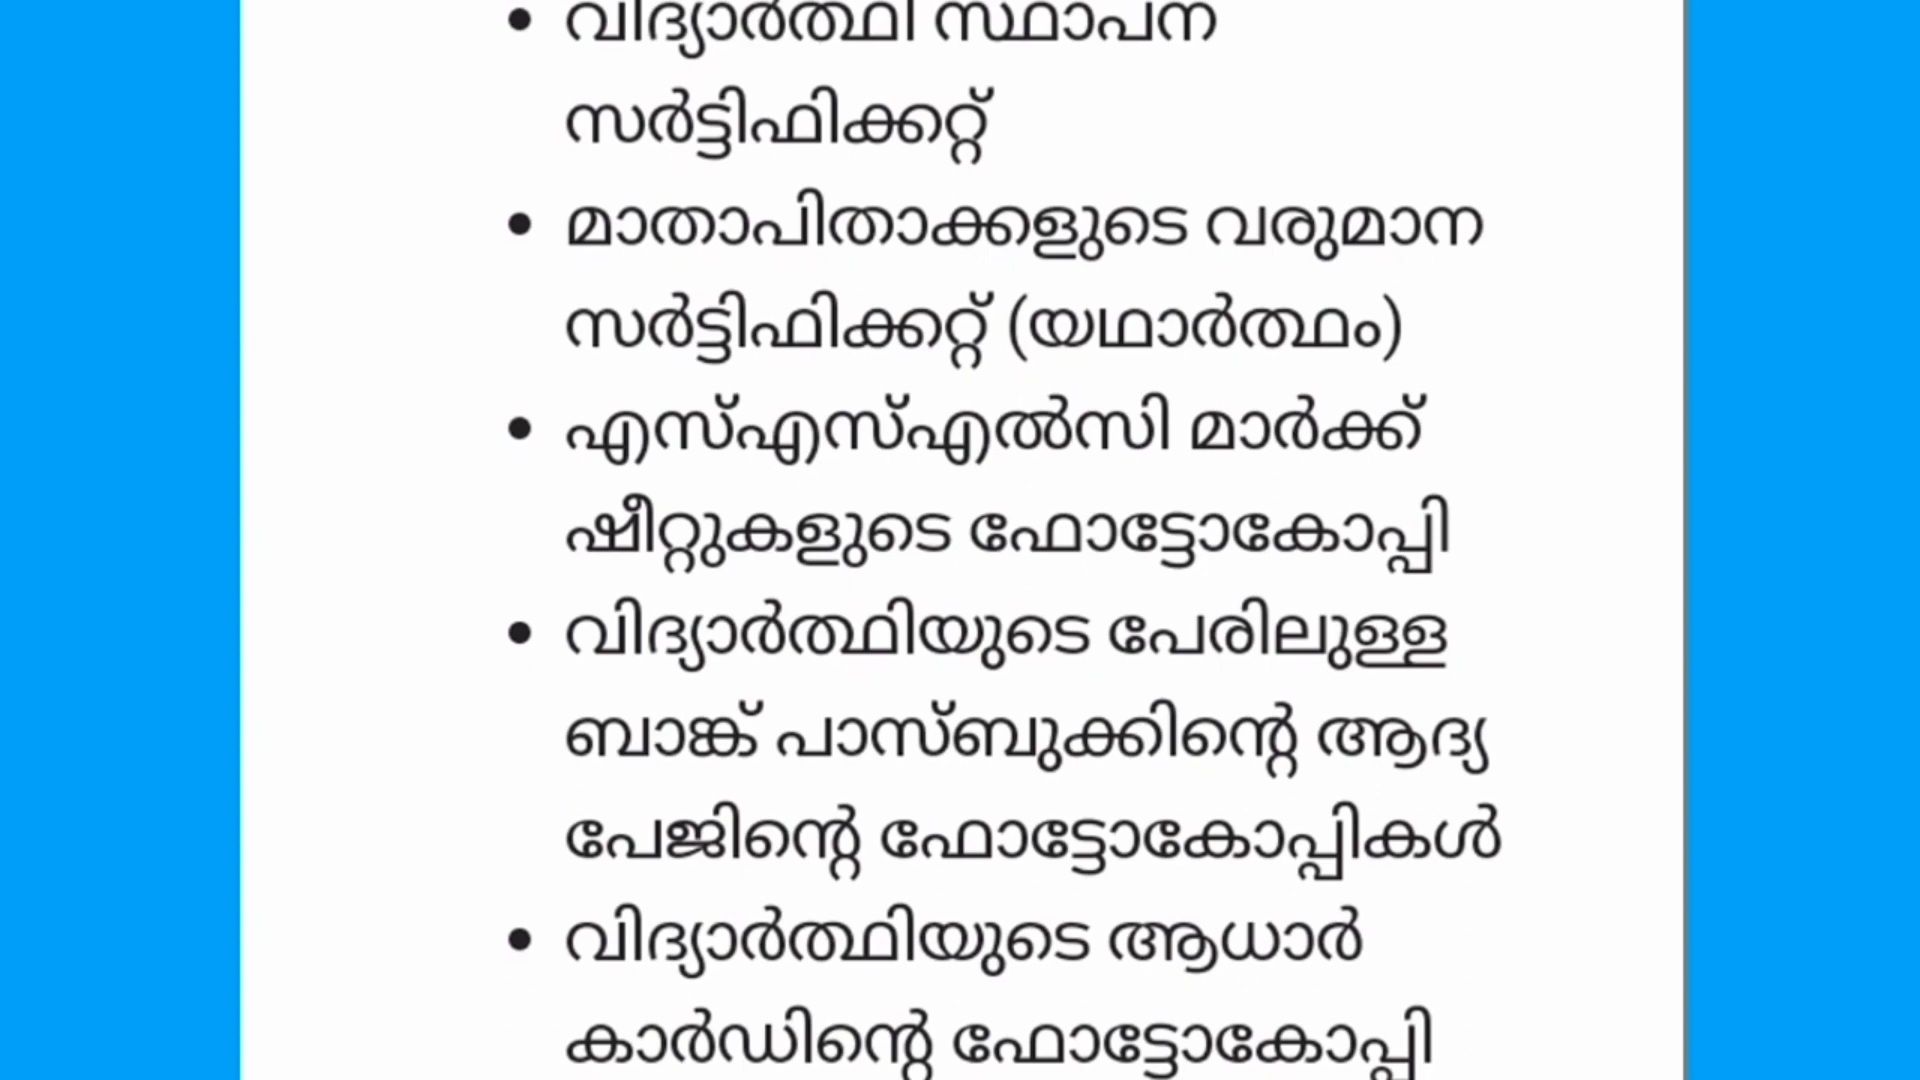 • വിദ്യാർത്ഥി സ്ഥാപന
സർട്ടിഫിക്കറ്റ്
• മാതാപിതാക്കളുടെ വരുമാന
സർട്ടിഫിക്കറ്റ് (യഥാർത്ഥം)
• എസ്എസ്എൽസി മാർക്ക്
ഷീറ്റുകളുടെ ഫോട്ടോകോപ്പി
• വിദ്യാർത്ഥിയുടെ പേരിലുള്ള
ബാങ്ക് പാസ്ബുക്കിന്റെ ആദ്യ
പേജിന്റെ ഫോട്ടോകോപ്പികൾ
• വിദ്യാർത്ഥിയുടെ ആധാർ
കാർഡിന്റെ ഫോട്ടോകോപ്പി